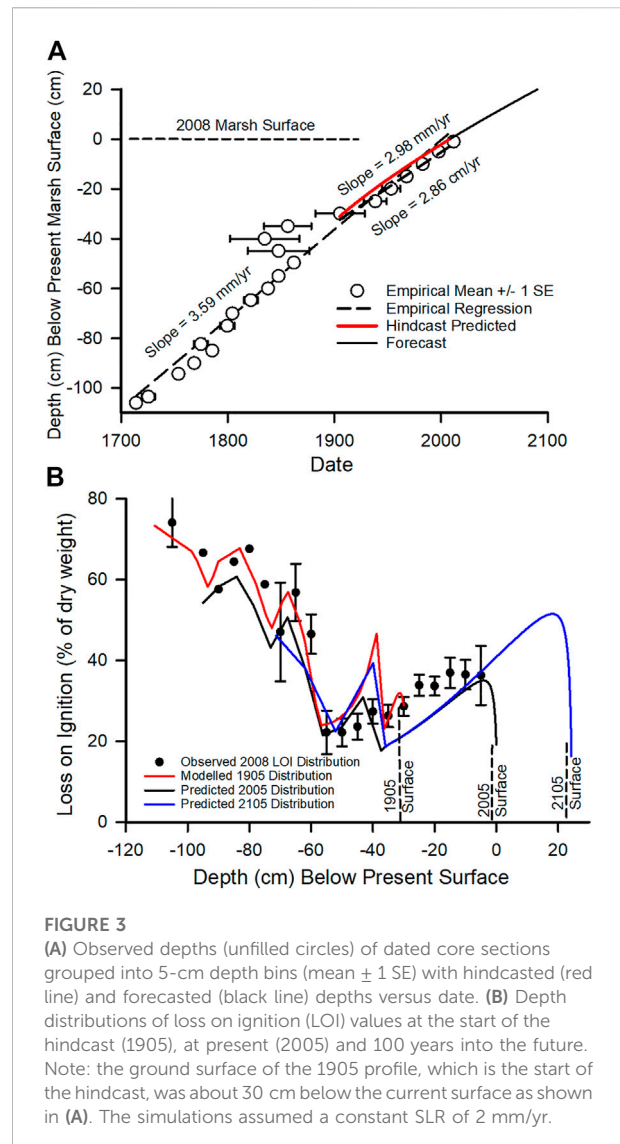 A
Depth (cm) Below Present Marsh Surface (cm)
20
0
-20
-40
-60
-80
-100
2008 Marsh Surface
Slope = 2.98 mm/yr
Slope = 2.86 cm/yr
Slope = 3.59 mm/yr
Empirical Mean +/- 1 SE
Empirical Regression
Hindcast Predicted
Forecast
1700 1800 1900 2000 2100
Date
B
Loss on Ignition (% of dry weight)
80
60
40
20
0
Observed 2008 LOI Distribution
Modelled 1905 Distribution
Predicted 2005 Distribution
Predicted 2105 Distribution
1905
Surface
2005
Surface
2105
Surface
-120 -100 -80 -60 -40 -20 0 20
Depth (cm) Below Present Surface
FIGURE 3
(A) Observed depths (unfilled circles) of dated core sections
grouped into 5-cm depth bins (mean ± 1 SE) with hindcasted (red
line) and forecasted (black line) depths versus date. (B) Depth
distributions of loss on ignition (LOI) values at the start of the
hindcast (1905), at present (2005) and 100 years into the future.
Note: the ground surface of the 1905 profile, which is the start of
the hindcast, was about 30 cm below the current surface as shown
in (A). The simulations assumed a constant SLR of 2 mm/yr.